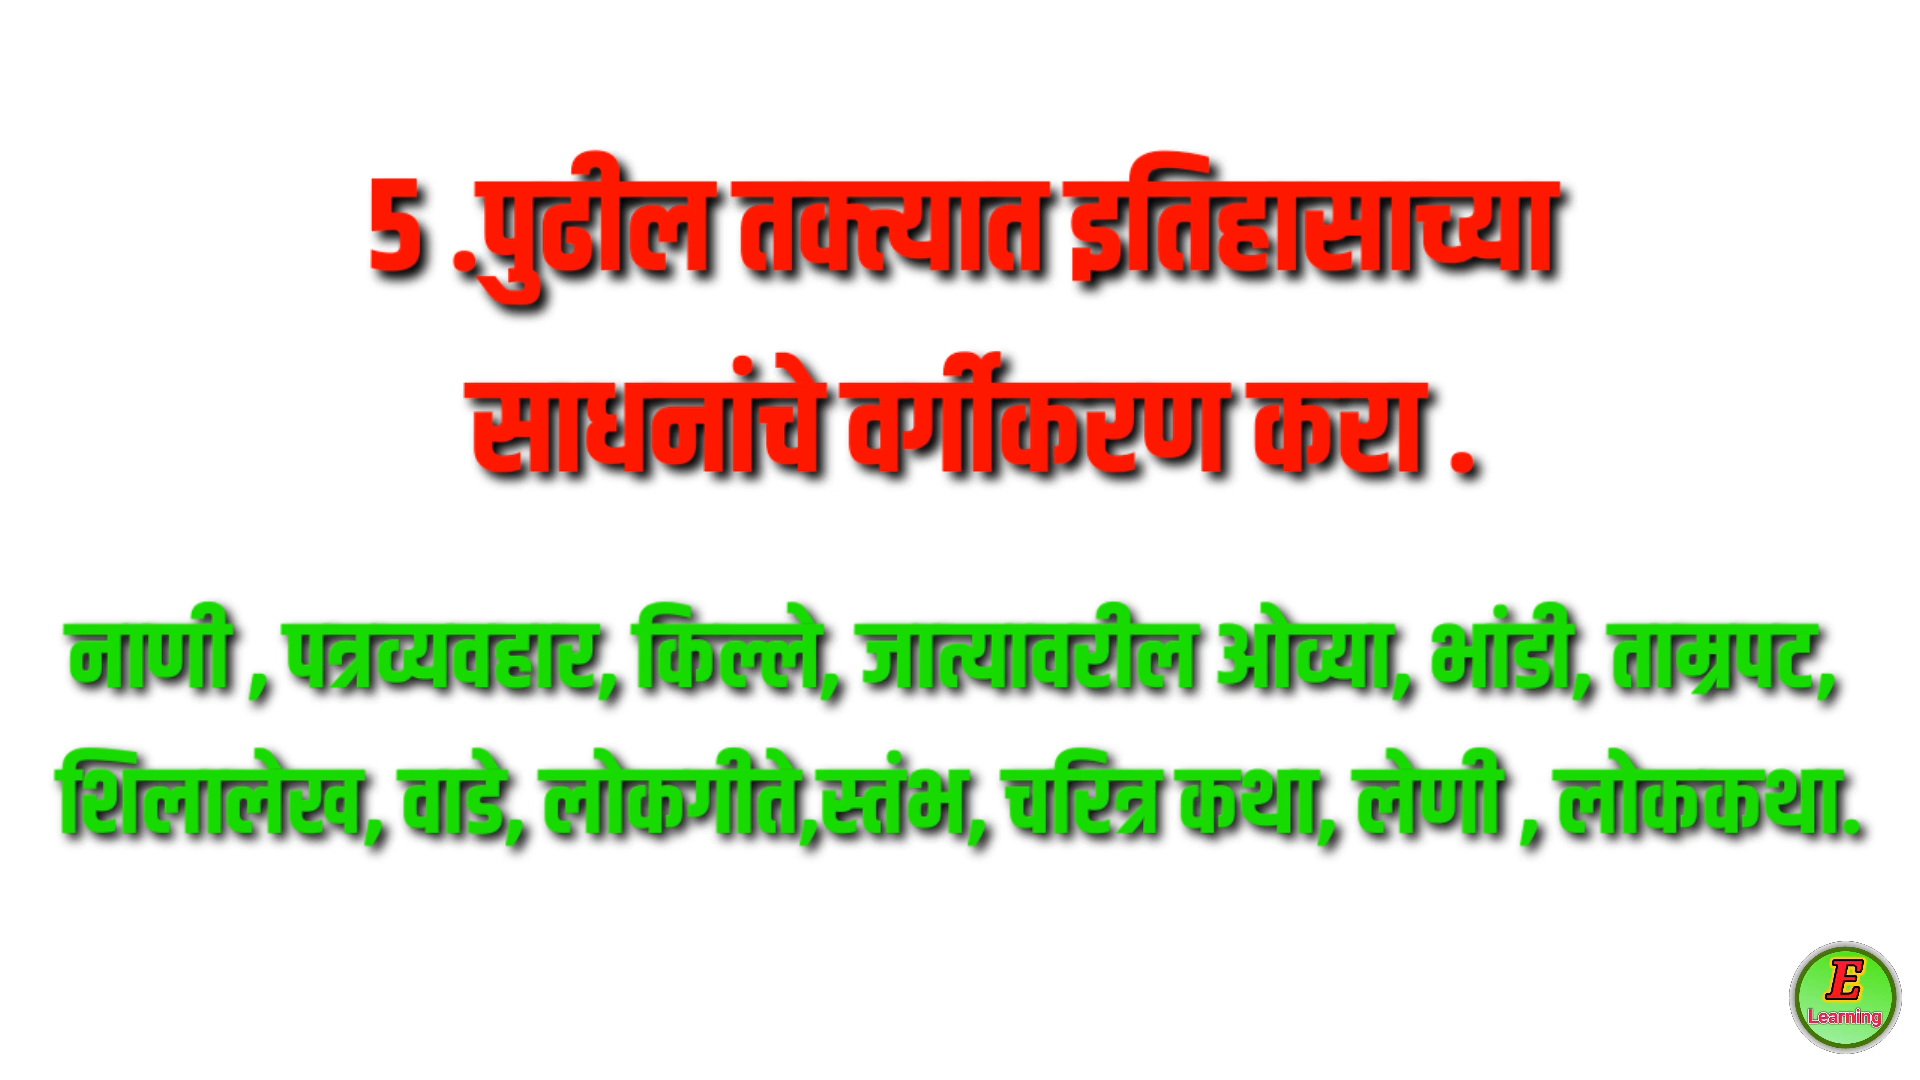 5 .पुढील तक्त्यात इतिहासाच्या
साधनांचे वर्गीकरण करा .
नाणी , पत्रव्यवहार, किल्ले, जात्यावरील ओव्या, भांडी, ताम्रपट,
शिलालेख, वाडे, लोकगीते,स्तंभ, चरित्र कथा, लेणी , लोककथा.
E
Learning